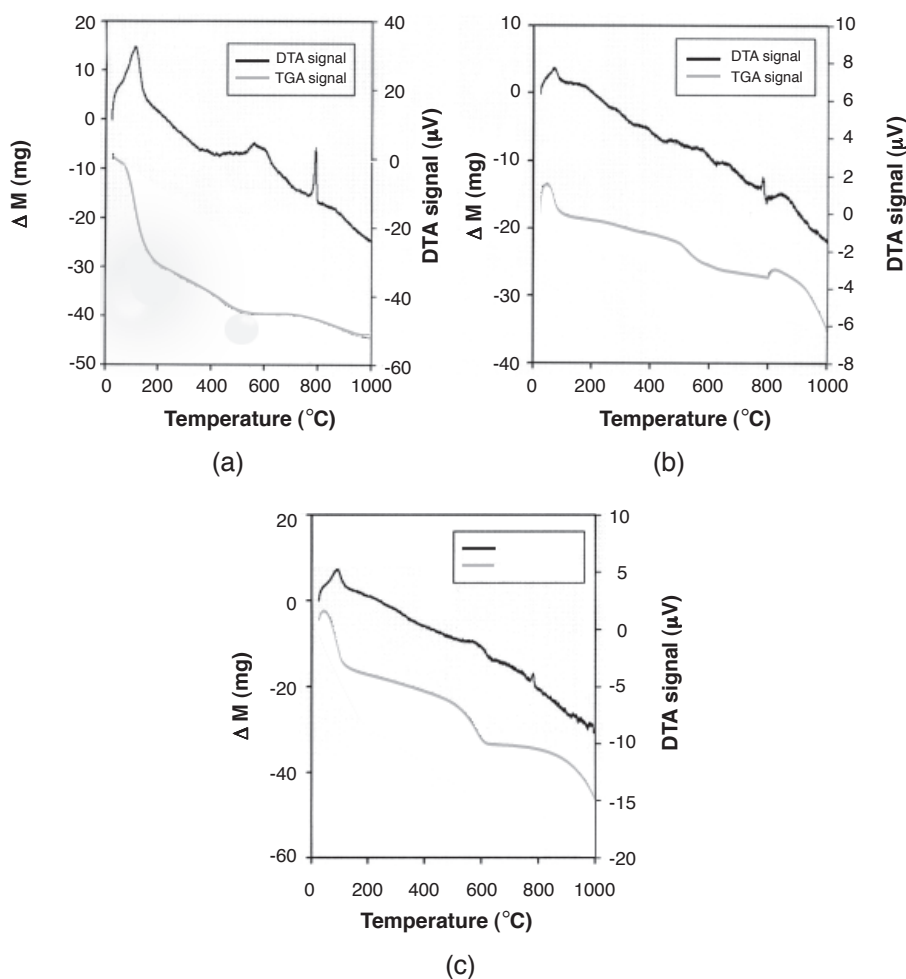 20
10
0
-10
-20
-30
-40
-50
Δ M (mg)
DTA signal
TGA signal
40
20
0
-20
-40
-60
DTA signal (μV)
0 200 400 600 800 1000
Temperature (°C)
(a)
10
0
-10
-20
-30
-40
Δ M (mg)
DTA signal
TGA signal
10
8
6
4
2
0
-2
-4
-6
-8
DTA signal (μV)
0 200 400 600 800 1000
Temperature (°C)
(b)
20
0
-20
-40
-60
Δ M (mg)
10
5
0
-5
-10
-15
-20
DTA signal (μV)
0 200 400 600 800 1000
Temperature (°C)
(c)